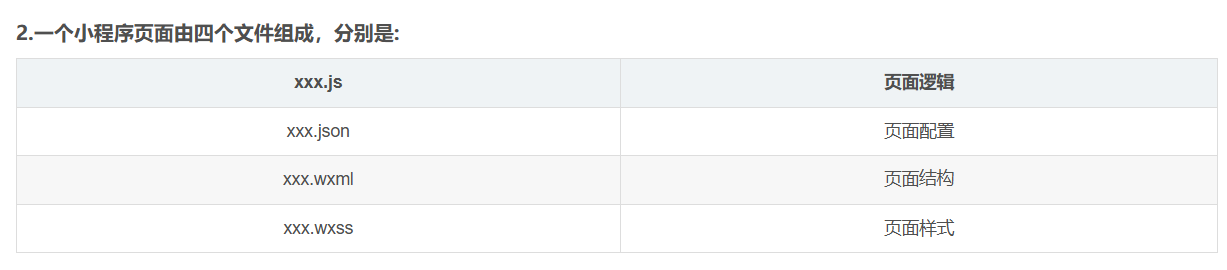 2.一个小程序页面由四个文件组成，分别是:
xxx.js 页面逻辑
xxx.json 页面配置
xxx.wxml 页面结构
xxx.wxss 页面样式